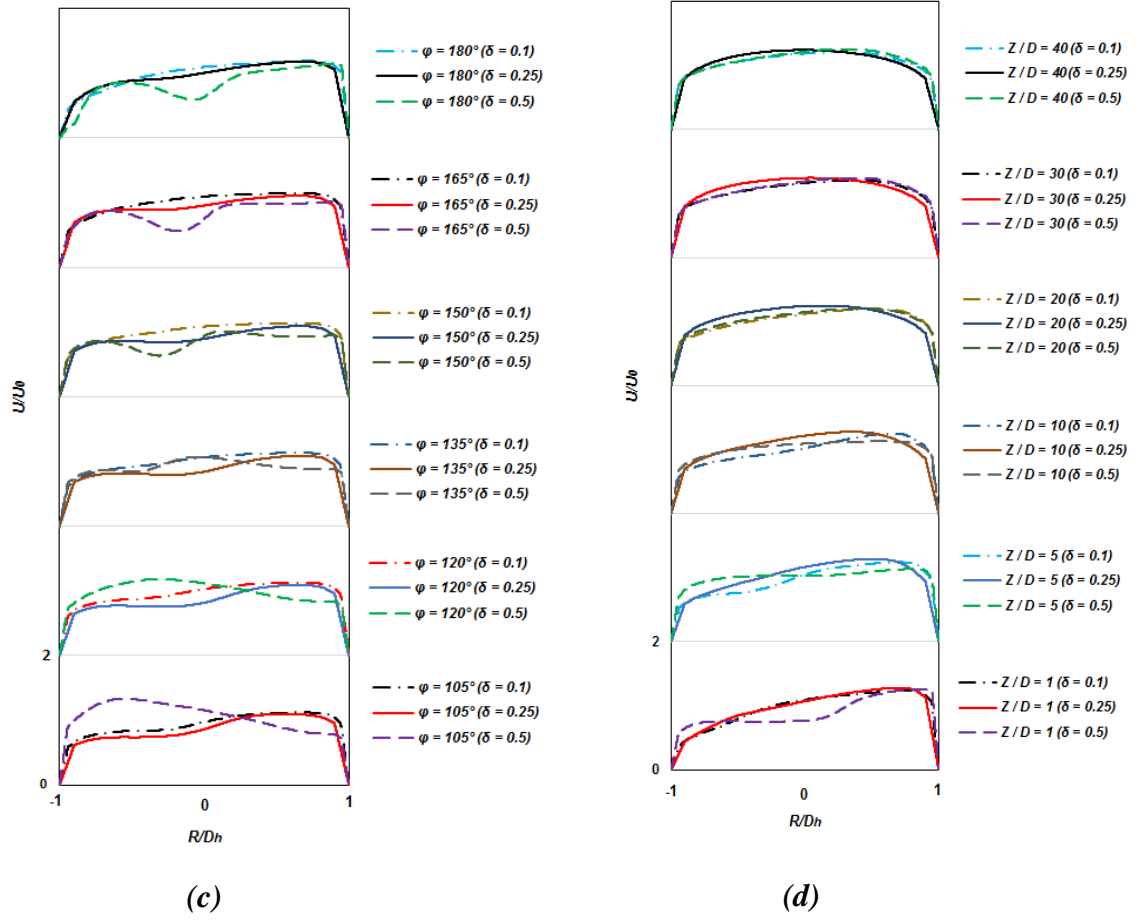 φ = 180° (δ = 0.1)
φ = 180° (δ = 0.25)
φ = 180° (δ = 0.5)
φ = 165° (δ = 0.1)
φ = 165° (δ = 0.25)
φ = 165° (δ = 0.5)
φ = 150° (δ = 0.1)
φ = 150° (δ = 0.25)
φ = 150° (δ = 0.5)
U/U0
φ = 135° (δ = 0.1)
φ = 135° (δ = 0.25)
φ = 135° (δ = 0.5)
φ = 120° (δ = 0.1)
φ = 120° (δ = 0.25)
φ = 120° (δ = 0.5)
2
φ = 105° (δ = 0.1)
φ = 105° (δ = 0.25)
φ = 105° (δ = 0.5)
0
-1 0 1
R/Dh
(c)
Z / D = 40 (δ = 0.1)
Z / D = 40 (δ = 0.25)
Z / D = 40 (δ = 0.5)
Z / D = 30 (δ = 0.1)
Z / D = 30 (δ = 0.25)
Z / D = 30 (δ = 0.5)
Z / D = 20 (δ = 0.1)
Z / D = 20 (δ = 0.25)
Z / D = 20 (δ = 0.5)
U/U0
Z / D = 10 (δ = 0.1)
Z / D = 10 (δ = 0.25)
Z / D = 10 (δ = 0.5)
Z / D = 5 (δ = 0.1)
Z / D = 5 (δ = 0.25)
Z / D = 5 (δ = 0.5)
2
Z / D = 1 (δ = 0.1)
Z / D = 1 (δ = 0.25)
Z / D = 1 (δ = 0.5)
0
-1 0 1
R/Dh
(d)